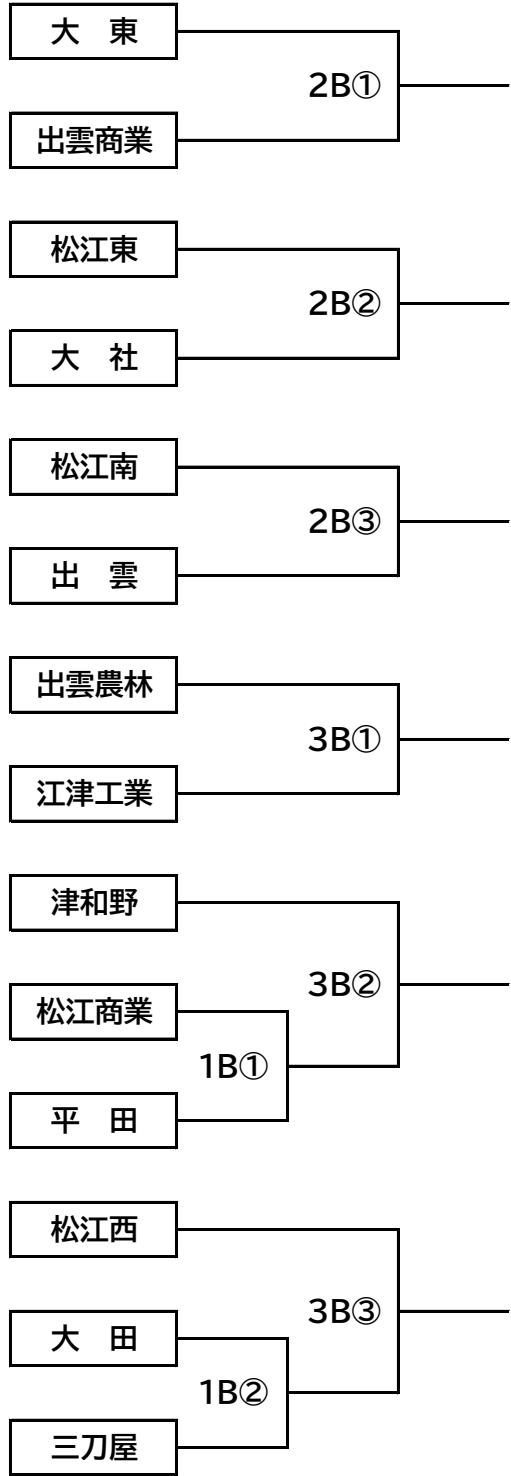 大　東
2B①
出雲商業
松江東
2B②
大　社
松江南
2B③
出　雲
出雲農林
3B①
江津工業
津和野
3B②
松江商業
1B①
平　田
松江西
3B③
大　田
1B②
三刀屋